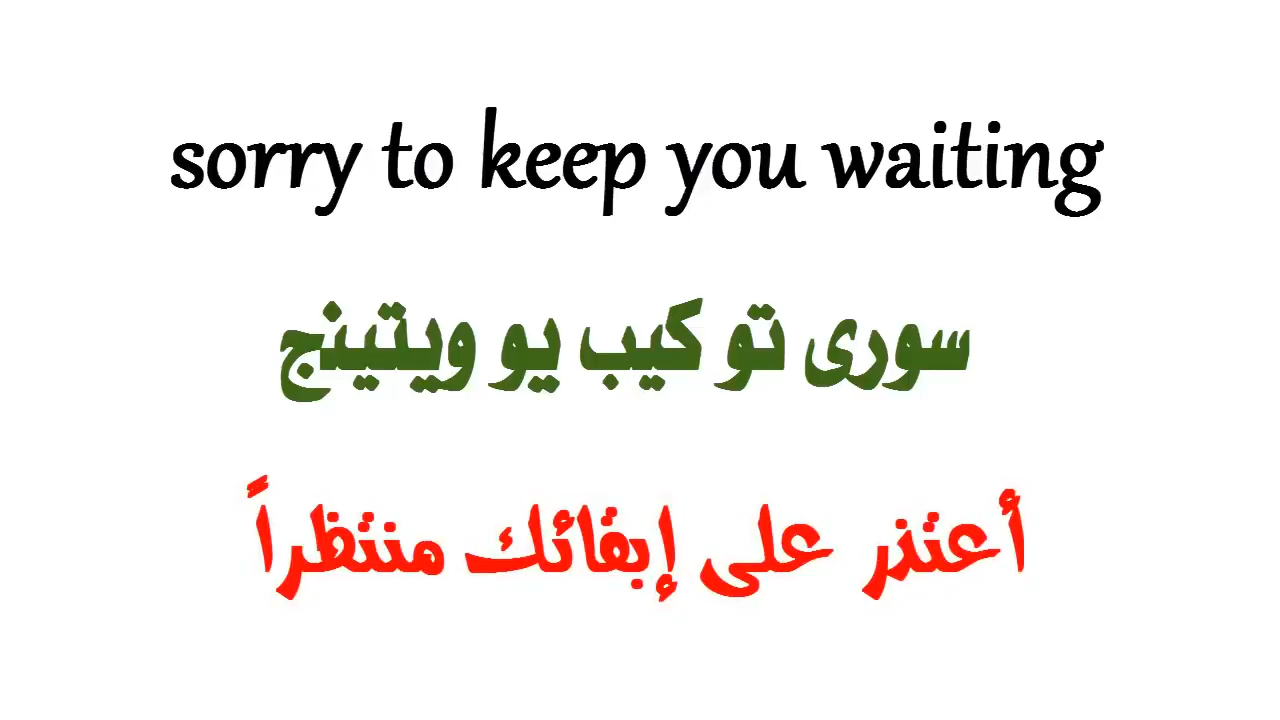 sorry to keep you waiting
سورى تو كيب يو ويتينج
أعتذر على إبقائك منتظراً